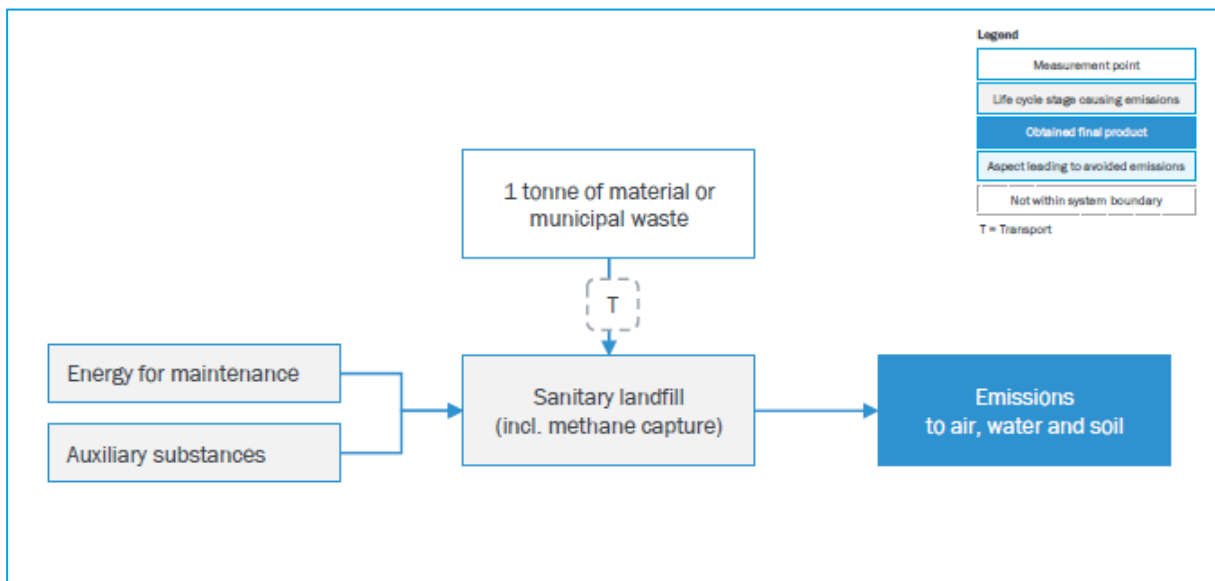 Legend
Measurement point
Life cycle stage causing emissions
Obtained final product
Aspect leading to avoided emissions
Not within system boundary
T = Transport
1 tonne of material or
municipal waste
T
Energy for maintenance
Auxiliary substances
Sanitary landfill
(incl. methane capture)
Emissions
to air, water and soil